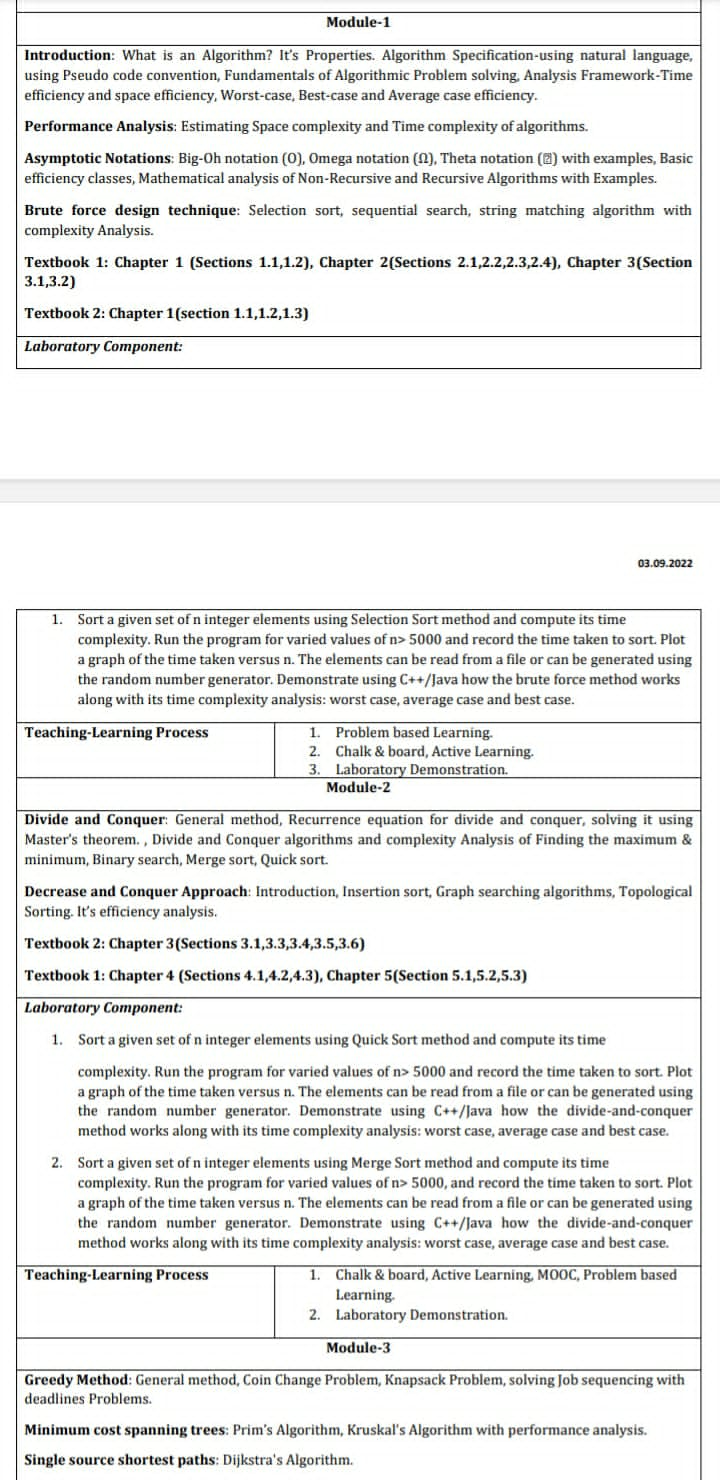 Module-1
Introduction: What is an Algorithm? It's Properties. Algorithm Specification-using natural language,
using Pseudo code convention, Fundamentals of Algorithmic Problem solving, Analysis Framework-Time
efficiency and space efficiency, Worst-case, Best-case and Average case efficiency.
Performance Analysis: Estimating Space complexity and Time complexity of algorithms.
Asymptotic Notations: Big-Oh notation (O), Omega notation (Ω), Theta notation (⍰) with examples, Basic
efficiency classes, Mathematical analysis of Non-Recursive and Recursive Algorithms with Examples.
Brute force design technique: Selection sort, sequential search, string matching algorithm with
complexity Analysis.
Textbook 1: Chapter 1 (Sections 1.1,1.2), Chapter 2(Sections 2.1,2.2,2.3,2.4), Chapter 3(Section
3.1,3.2)
Textbook 2: Chapter 1(section 1.1,1.2,1.3)
Laboratory Component:
03.09.2022
1. Sort a given set of n integer elements using Selection Sort method and compute its time
complexity. Run the program for varied values of n> 5000 and record the time taken to sort. Plot
a graph of the time taken versus n. The elements can be read from a file or can be generated using
the random number generator. Demonstrate using C++/Java how the brute force method works
along with its time complexity analysis: worst case, average case and best case.
Teaching-Learning Process
1. Problem based Learning.
2. Chalk & board, Active Learning.
3. Laboratory Demonstration.
Module-2
Divide and Conquer: General method, Recurrence equation for divide and conquer, solving it using
Master's theorem. , Divide and Conquer algorithms and complexity Analysis of Finding the maximum &
minimum, Binary search, Merge sort, Quick sort.
Decrease and Conquer Approach: Introduction, Insertion sort, Graph searching algorithms, Topological
Sorting. It's efficiency analysis.
Textbook 2: Chapter 3(Sections 3.1,3.3,3.4,3.5,3.6)
Textbook 1: Chapter 4 (Sections 4.1,4.2,4.3), Chapter 5(Section 5.1,5.2,5.3)
Laboratory Component:
1. Sort a given set of n integer elements using Quick Sort method and compute its time
complexity. Run the program for varied values of n> 5000 and record the time taken to sort. Plot
a graph of the time taken versus n. The elements can be read from a file or can be generated using
the random number generator. Demonstrate using C++/Java how the divide-and-conquer
method works along with its time complexity analysis: worst case, average case and best case.
2. Sort a given set of n integer elements using Merge Sort method and compute its time
complexity. Run the program for varied values of n> 5000, and record the time taken to sort. Plot
a graph of the time taken versus n. The elements can be read from a file or can be generated using
the random number generator. Demonstrate using C++/Java how the divide-and-conquer
method works along with its time complexity analysis: worst case, average case and best case.
Teaching-Learning Process
1. Chalk & board, Active Learning, MOOC, Problem based
Learning.
2. Laboratory Demonstration.
Module-3
Greedy Method: General method, Coin Change Problem, Knapsack Problem, solving Job sequencing with
deadlines Problems.
Minimum cost spanning trees: Prim's Algorithm, Kruskal's Algorithm with performance analysis.
Single source shortest paths: Dijkstra's Algorithm.